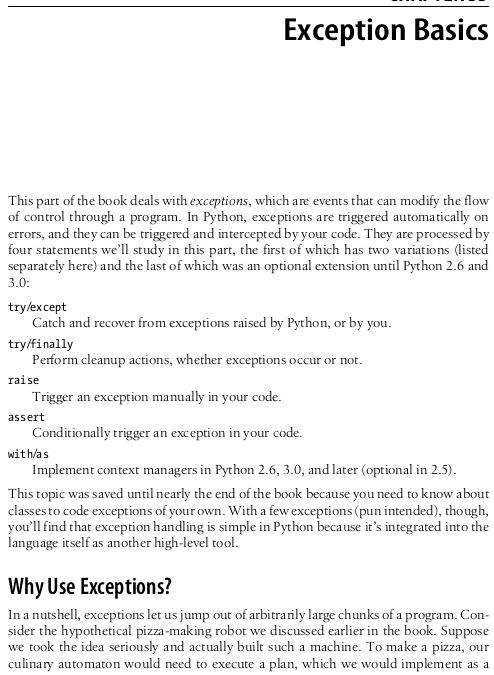 Exception Basics
This part of the book deals with exceptions, which are events that can modify the flow
of control through a program. In Python, exceptions are triggered automatically on
errors, and they can be triggered and intercepted by your code. They are processed by
four statements we'll study in this part, the first of which has two variations (listed
separately here) and the last of which was an optional extension until Python 2.6 and
3.0:
try/except
Catch and recover from exceptions raised by Python, or by you.
try/finally
Perform cleanup actions, whether exceptions occur or not.
raise
Trigger an exception manually in your code.
assert
Conditionally trigger an exception in your code.
with/as
Implement context managers in Python 2.6, 3.0, and later (optional in 2.5).
This topic was saved until nearly the end of the book because you need to know about
classes to code exceptions of your own. With a few exceptions (pun intended), though,
you'll find that exception handling is simple in Python because it's integrated into the
language itself as another high-level tool.
Why Use Exceptions?
In a nutshell, exceptions let us jump out of arbitrarily large chunks of a program. Con-
sider the hypothetical pizza-making robot we discussed earlier in the book. Suppose
we took the idea seriously and actually built such a machine. To make a pizza, our
culinary automaton would need to execute a plan, which we would implement as a